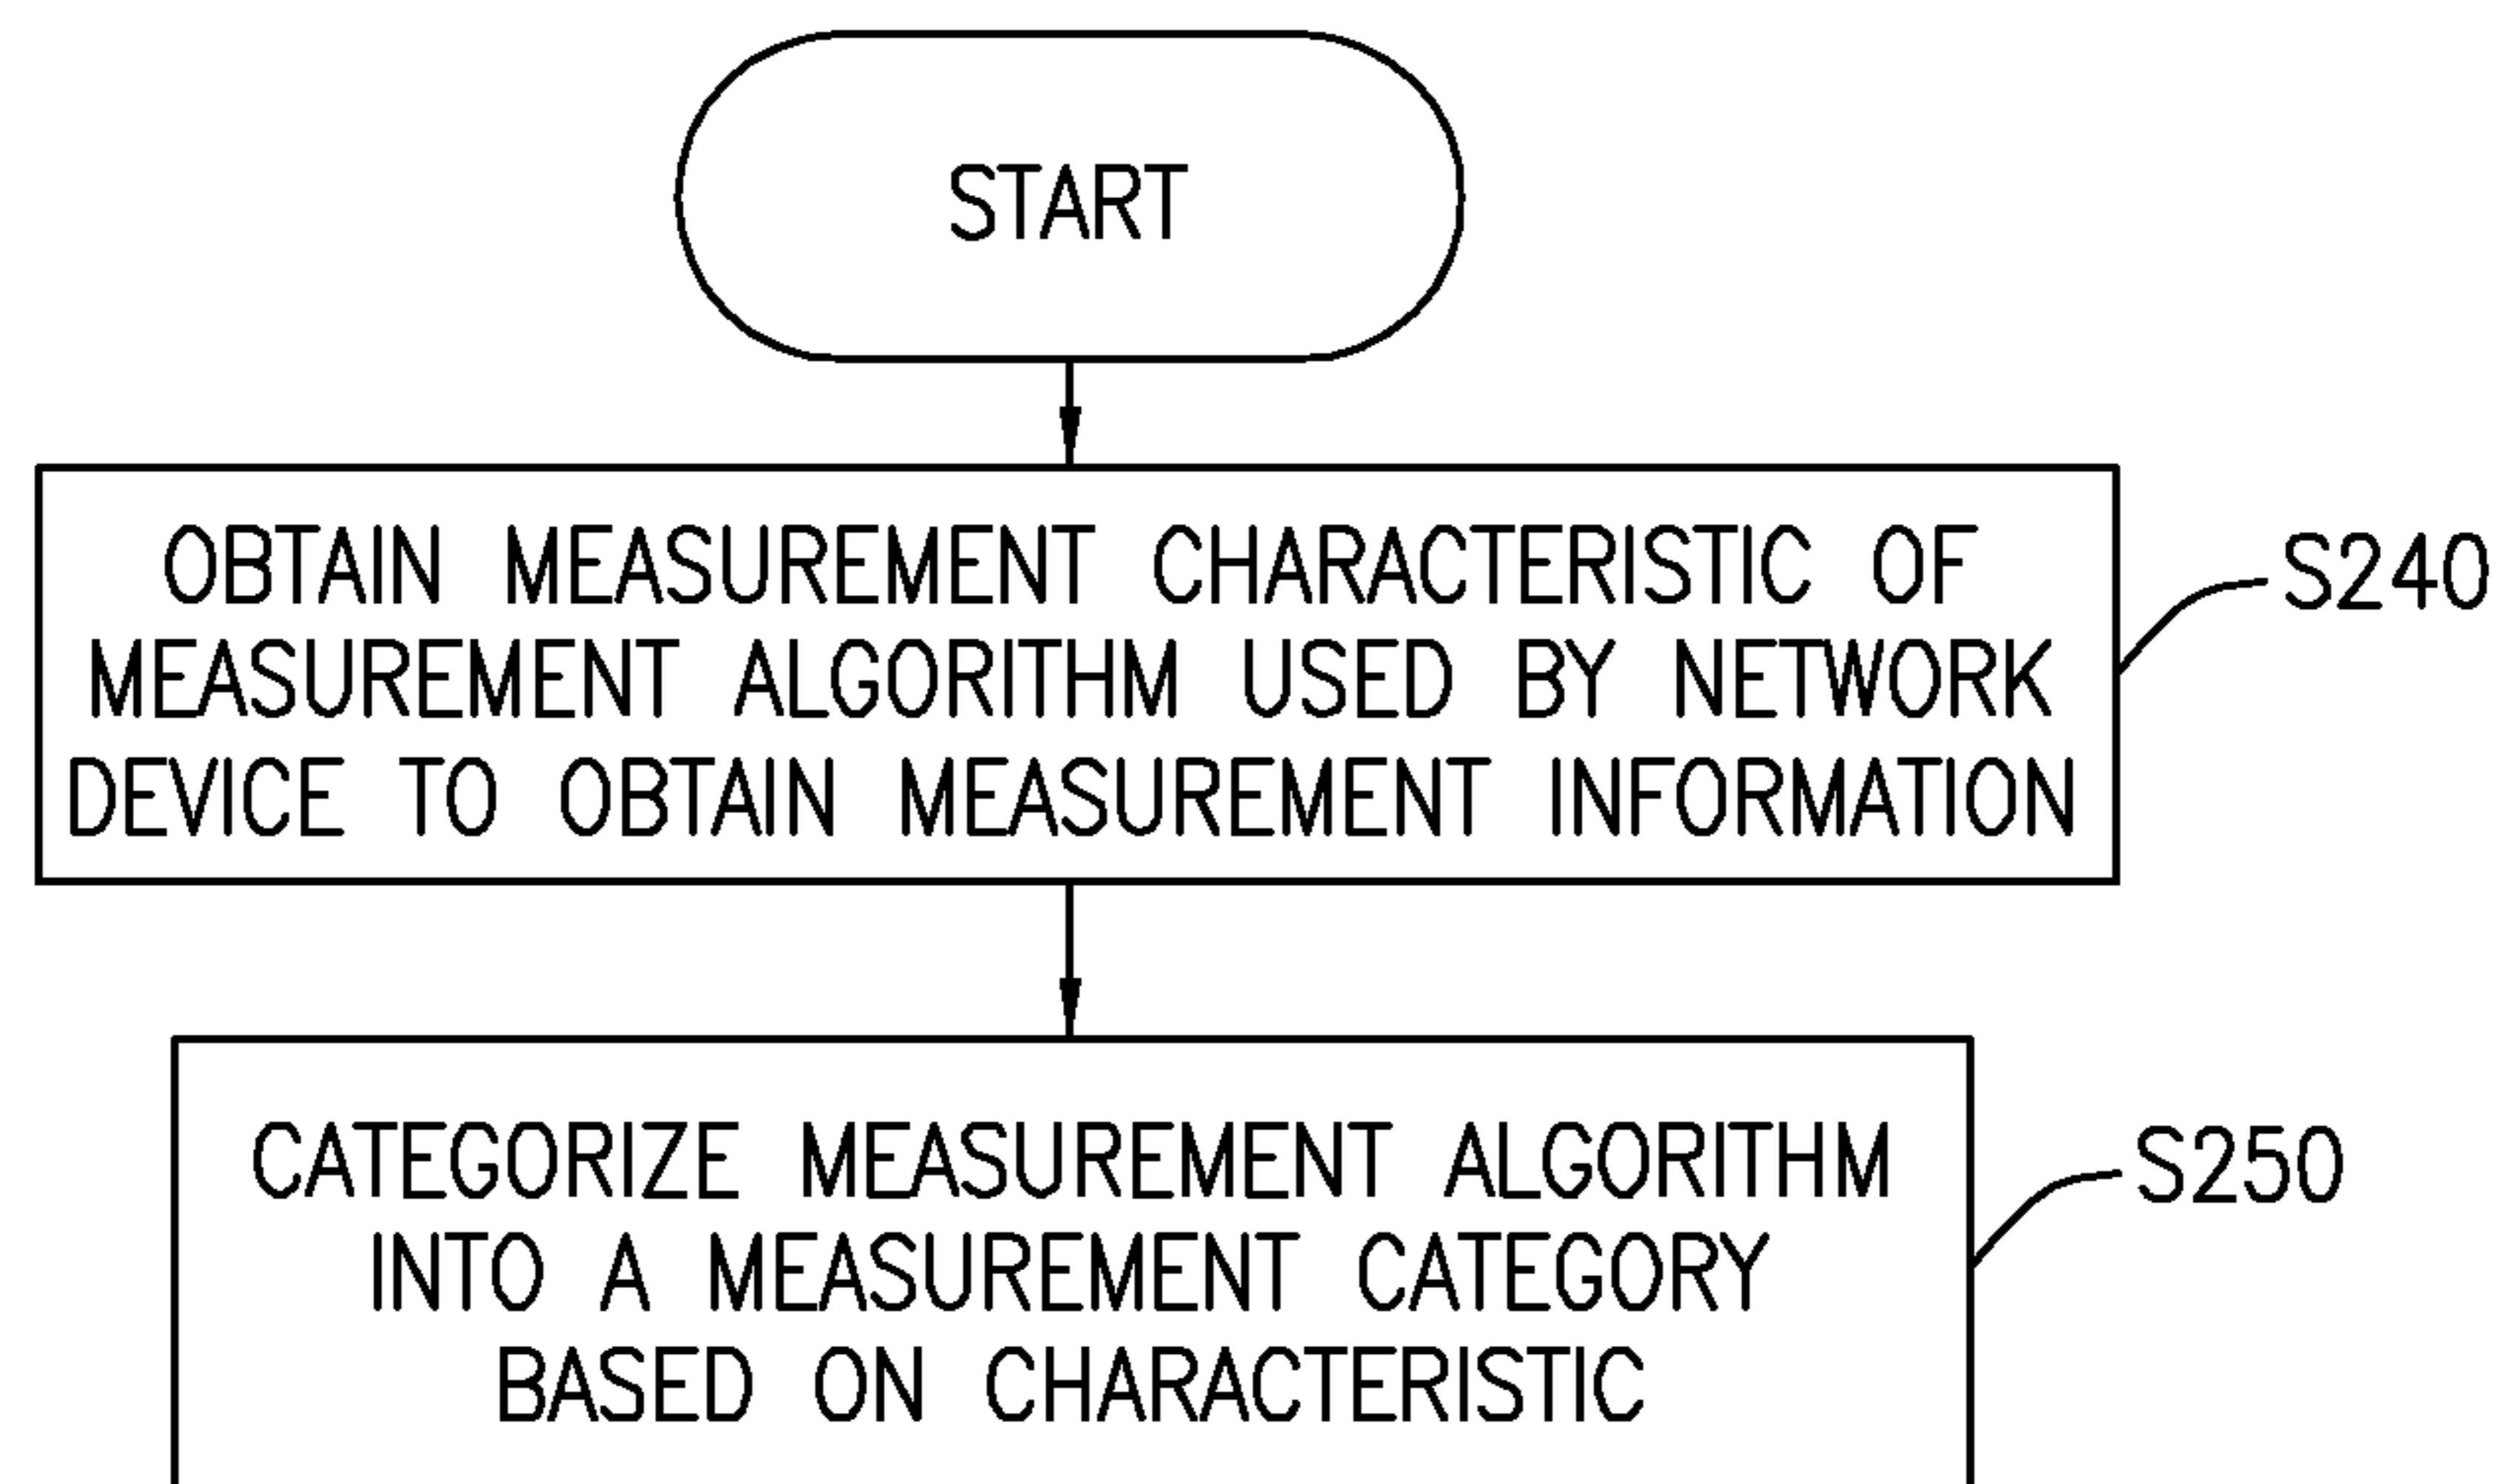 START
OBTAIN MEASUREMENT CHARACTERISTIC OF
MEASUREMENT ALGORITHM USED BY NETWORK
DEVICE TO OBTAIN MEASUREMENT INFORMATION
S240
CATEGORIZE MEASUREMENT ALGORITHM
INTO A MEASUREMENT CATEGORY
BASED ON CHARACTERISTIC
S250